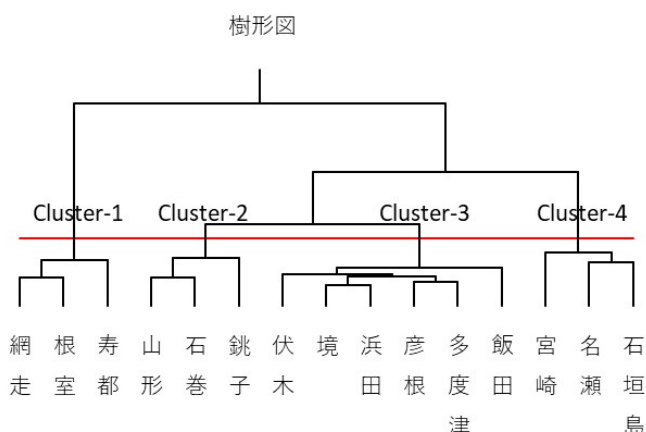 樹形図
Cluster-1
Cluster-2
Cluster-3
Cluster-4
網走
根室
寿都
山形
石巻
銚子
伏木
境
浜田
彦根
多度津
飯田
宮崎
名瀬
石垣島